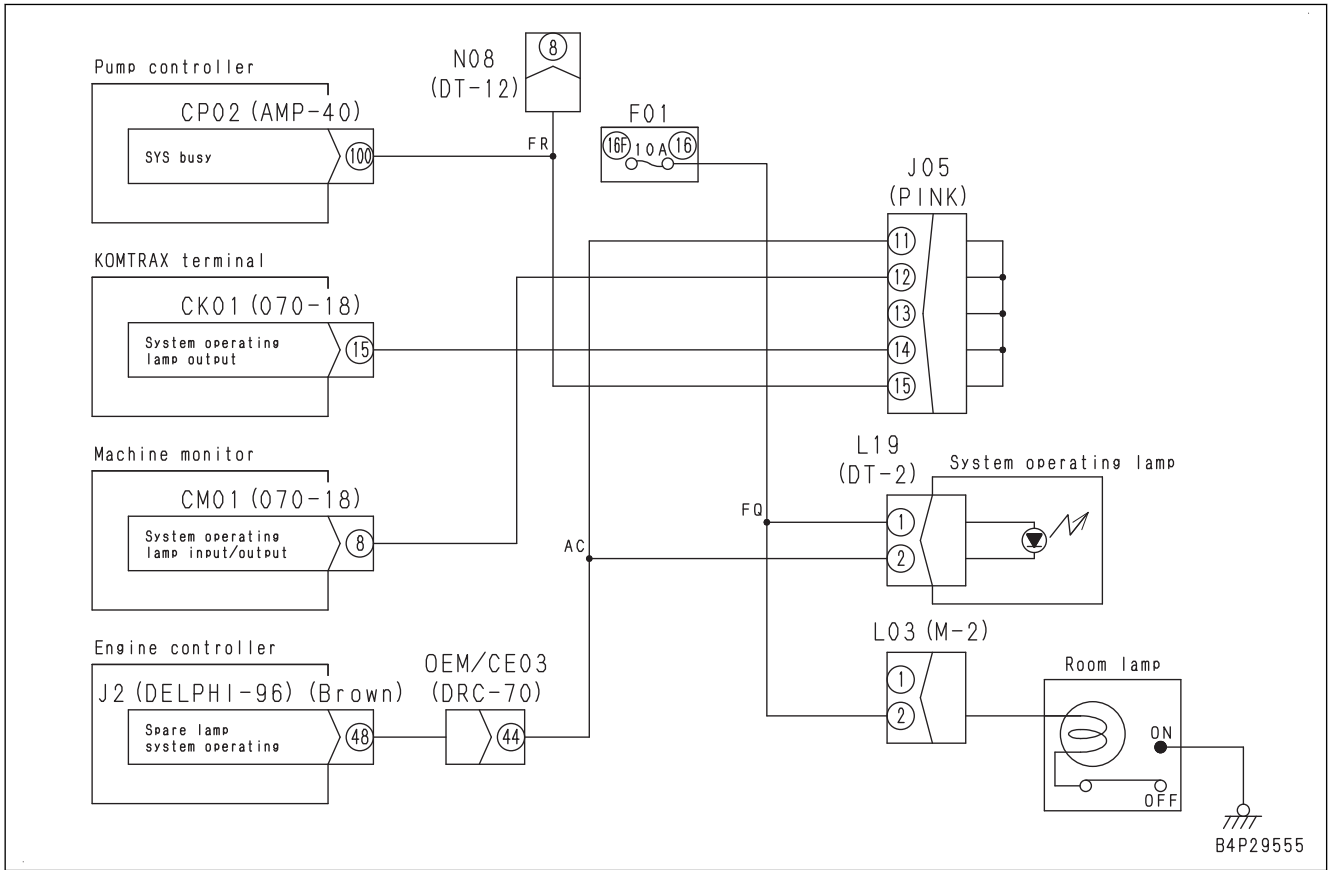 Pump controller
CP02 (AMP-40)
SYS busy
100
N08
(DT-12)
8
FR
F01
16F
10A
16
J05
(PINK)
11
12
13
14
15
KOMTRAX terminal
CK01 (070-18)
System operating
lamp output
15
Machine monitor
CM01 (070-18)
System operating
lamp input/output
8
L19
(DT-2)
System operating lamp
1
2
FQ
AC
Engine controller
J2 (DELPHI-96) (Brown)
Spare lamp
system operating
48
OEM/CE03
(DRC-70)
44
L03 (M-2)
1
2
Room lamp
ON
OFF
B4P29555